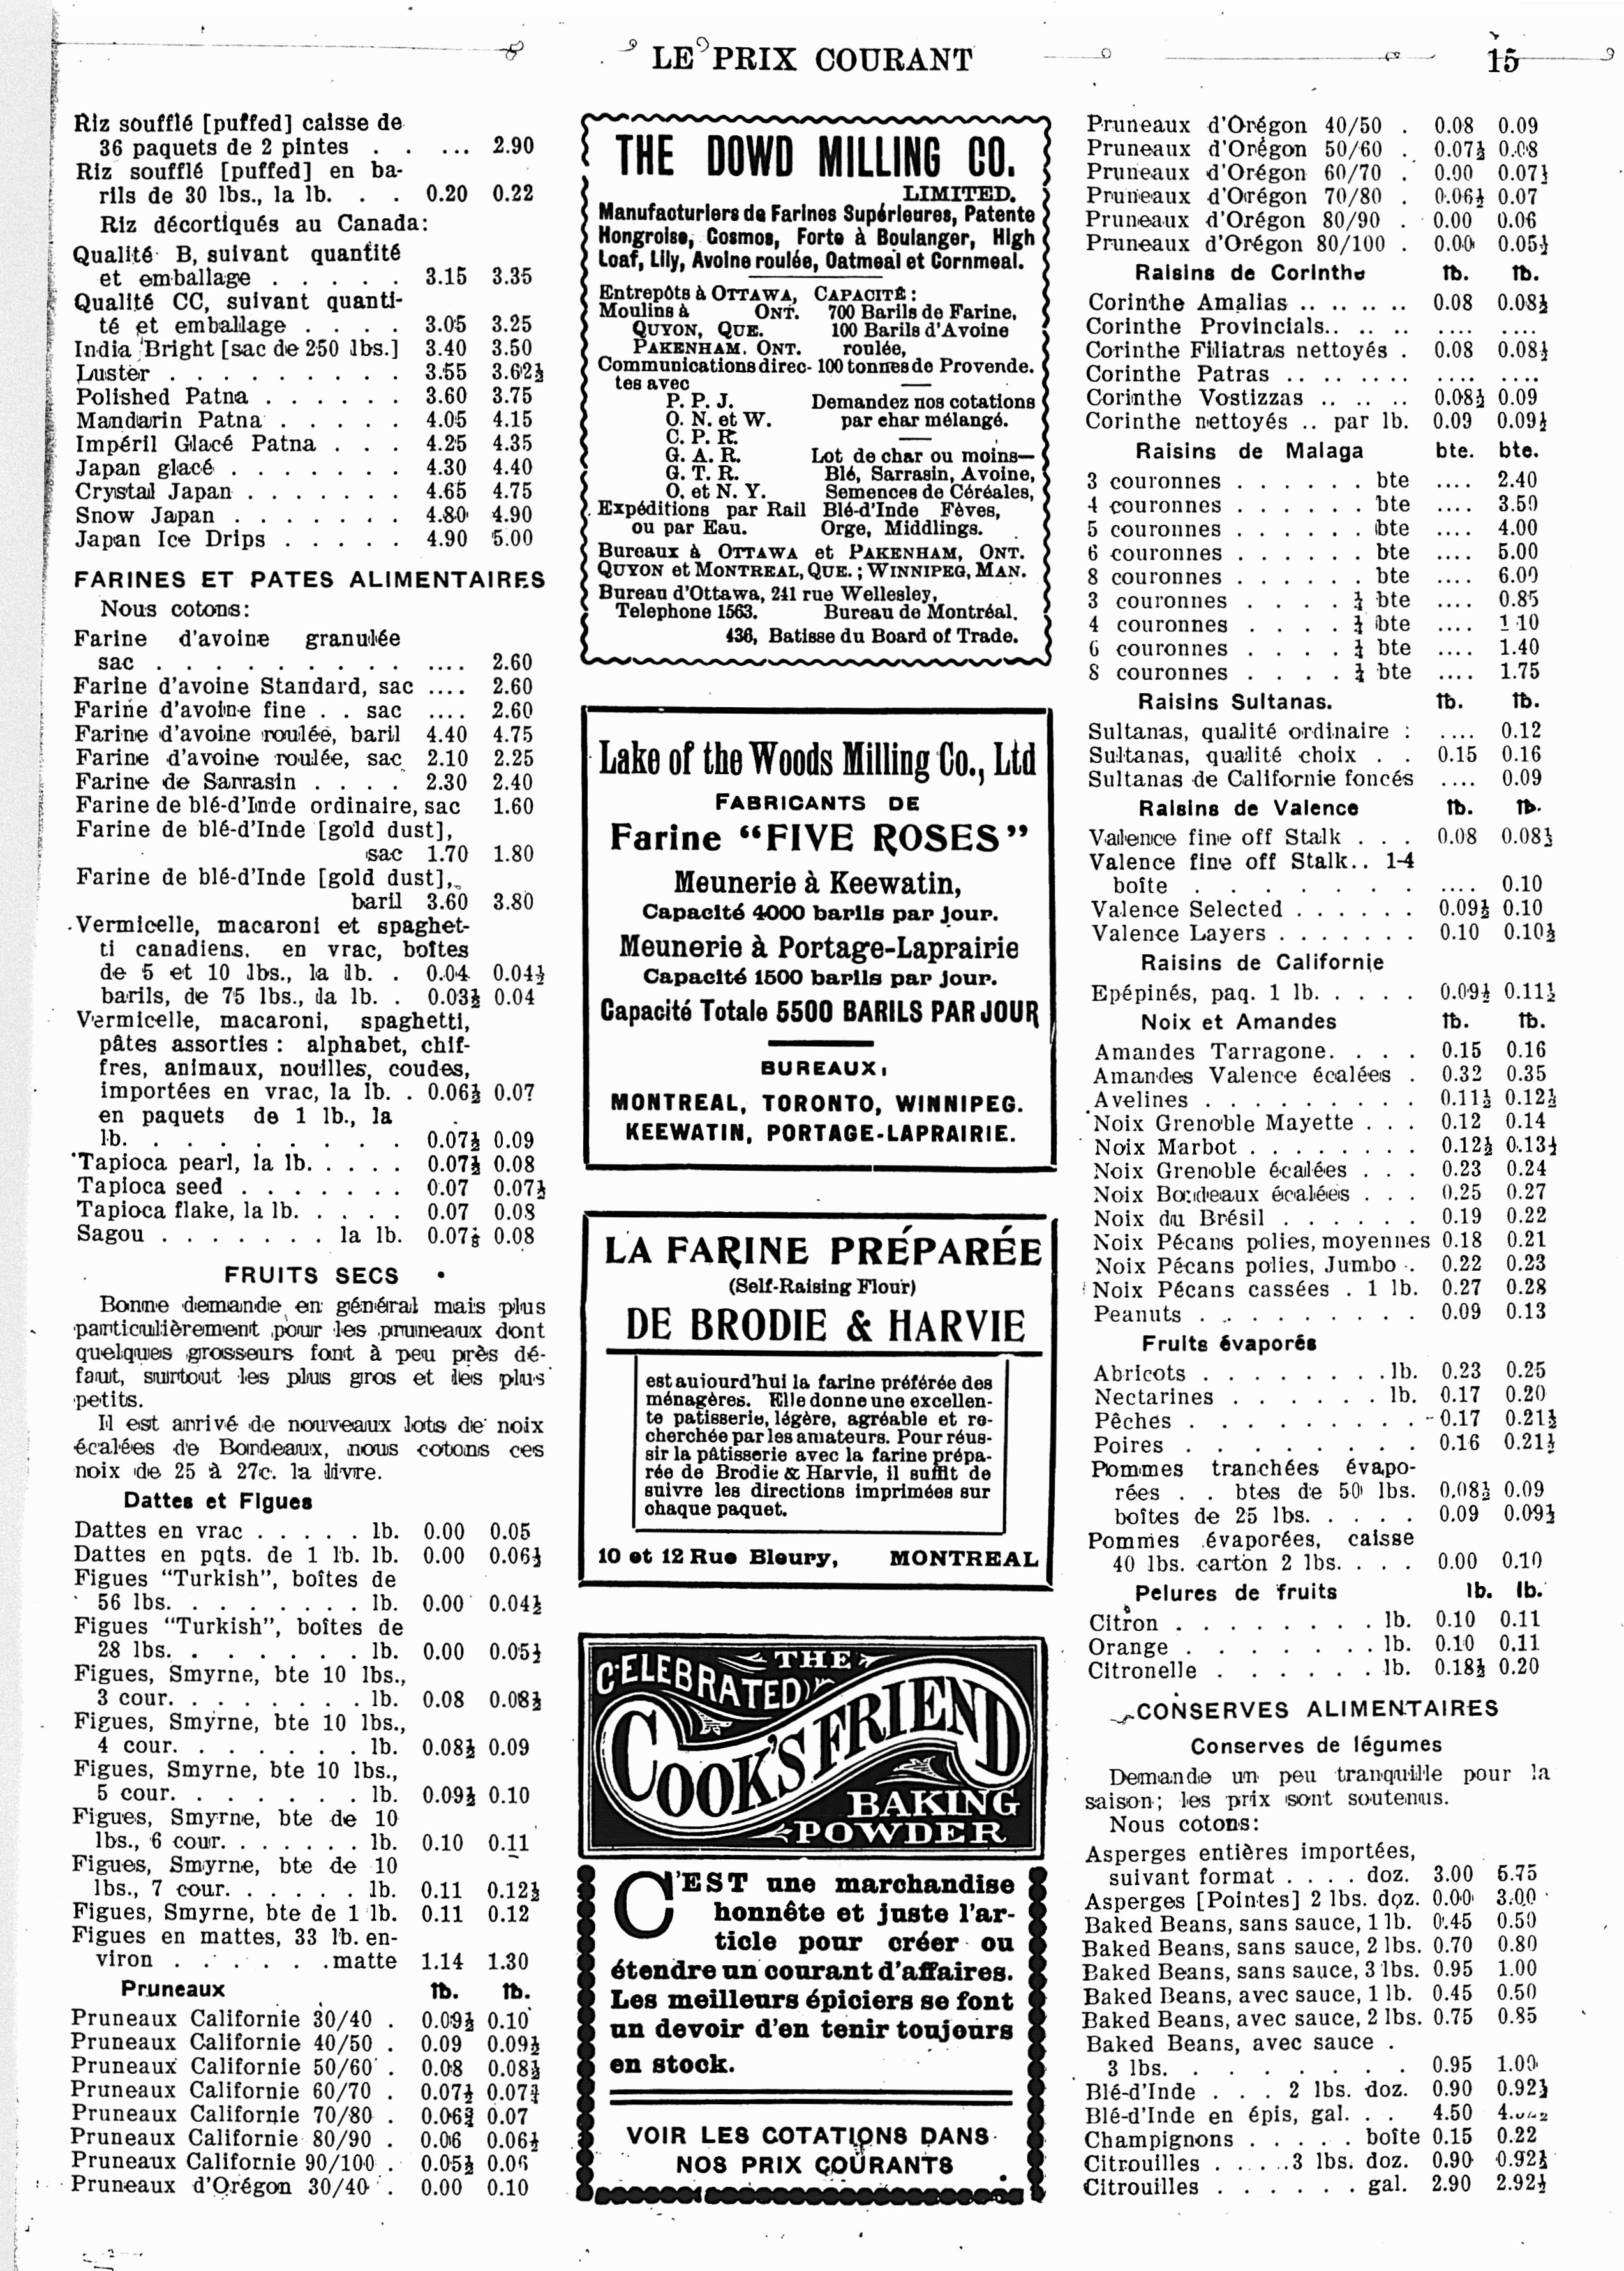 LE PRIX COURANT
15
Riz soufflé [puffed] caisse de
36 paquets de 2 pintes . . ... 2.90
Riz soufflé [puffed] en ba-
rils de 30 lbs., la lb. . . 0.20 0.22
Riz décortiqués au Canada:
Qualité B, suivant quantité
et emballage . . . . . 3.15 3.35
Qualité CC, suivant quanti-
té et emballage . . . . 3.05 3.25
India Bright [sac de 250 lbs.] 3.40 3.50
Luster . . . . . . . . . 3.55 3.62½
Polished Patna . . . . . . 3.60 3.75
Mandarin Patna . . . . . 4.05 4.15
Impéril Glacé Patna . . . 4.25 4.35
Japan glacé . . . . . . . 4.30 4.40
Crystal Japan . . . . . . . 4.65 4.75
Snow Japan . . . . . . . 4.80 4.90
Japan Ice Drips . . . . . 4.90 5.00
FARINES ET PATES ALIMENTAIRES
Nous cotons:
Farine d'avoine granulée
sac . . . . . . . . . .... 2.60
Farine d'avoine Standard, sac .... 2.60
Farine d'avoine fine . . sac .... 2.60
Farine d'avoine roulée, baril 4.40 4.75
Farine d'avoine roulée, sac 2.10 2.25
Farine de Sarrasin . . . . 2.30 2.40
Farine de blé-d'Inde ordinaire, sac 1.60
Farine de blé-d'Inde [gold dust],
sac 1.70 1.80
Farine de blé-d'Inde [gold dust],
baril 3.60 3.80
Vermicelle, macaroni et spaghet-
ti canadiens, en vrac, boîtes
de 5 et 10 lbs., la lb. . 0.04 0.04½
barils, de 75 lbs., la lb. . 0.03½ 0.04
Vermicelle, macaroni, spaghetti,
pâtes assorties : alphabet, chif-
fres, animaux, nouilles, coudes,
importées en vrac, la lb. . 0.06½ 0.07
en paquets de 1 lb., la
lb. . . . . . . . . . 0.07½ 0.09
Tapioca pearl, la lb. . . . . 0.07½ 0.08
Tapioca seed . . . . . . . 0.07 0.07½
Tapioca flake, la lb. . . . . 0.07 0.08
Sagou . . . . . . . la lb. 0.07½ 0.08
FRUITS SECS
Bonne demande en général mais plus
particulièrement pour les pruneaux dont
quelques grosseurs font à peu près dé-
faut, surtout les plus gros et les plus
petits.
Il est arrivé de nouveaux lots de noix
écalées de Bordeaux, nous cotons ces
noix de 25 à 27c. la livre.
Dattes et Figues
Dattes en vrac . . . . . lb. 0.00 0.05
Dattes en pqts. de 1 lb. lb. 0.00 0.06½
Figues "Turkish", boîtes de
56 lbs. . . . . . . . lb. 0.00 0.04½
Figues "Turkish", boîtes de
28 lbs. . . . . . . . lb. 0.00 0.05½
Figues, Smyrne, bte 10 lbs.,
3 cour. . . . . . . . lb. 0.08 0.08½
Figues, Smyrne, bte 10 lbs.,
4 cour. . . . . . . lb. 0.08½ 0.09
Figues, Smyrne, bte 10 lbs.,
5 cour. . . . . . . lb. 0.09½ 0.10
Figues, Smyrne, bte de 10
lbs., 6 cour. . . . . . . lb. 0.10 0.11
Figues, Smyrne, bte de 10
lbs., 7 cour. . . . . . lb. 0.11 0.12½
Figues, Smyrne, bte de 1 lb. 0.11 0.12
Figues en mattes, 33 lb. en-
viron . . . . . . matte 1.14 1.30
Pruneaux lb. lb.
Pruneaux Californie 30/40 . 0.09½ 0.10
Pruneaux Californie 40/50 . 0.09 0.09½
Pruneaux Californie 50/60 . 0.08 0.08½
Pruneaux Californie 60/70 . 0.07½ 0.07¾
Pruneaux Californie 70/80 . 0.06¾ 0.07
Pruneaux Californie 80/90 . 0.06 0.06½
Pruneaux Californie 90/100 . 0.05½ 0.06
Pruneaux d'Orégon 30/40 . 0.00 0.10
THE DOWD MILLING CO.
LIMITED.
Manufacturiers de Farines Supérieures, Patente
Hongroise, Cosmos, Forte à Boulanger, High
Loaf, Lily, Avoine roulée, Oatmeal et Cornmeal.
Entrepôts à OTTAWA, CAPACITÉ :
Moulins à ONT. 700 Barils de Farine,
QUYON, QUE. 100 Barils d'Avoine
PAKENHAM, ONT. roulée,
Communications direc- 100 tonnes de Provende.
tes avec
P. P. J. Demandez nos cotations
O. N. et W. par char mélangé.
C. P. R.
G. A. R. Lot de char ou moins—
G. T. R. Blé, Sarrasin, Avoine,
O. et N. Y. Semences de Céréales,
Expéditions par Rail Blé-d'Inde Fèves,
ou par Eau. Orge, Middlings.
Bureaux à OTTAWA et PAKENHAM, ONT.
QUYON et MONTREAL, QUE. ; WINNIPEG, MAN.
Bureau d'Ottawa, 241 rue Wellesley,
Telephone 1563. Bureau de Montréal,
436, Batisse du Board of Trade.
Lake of the Woods Milling Co., Ltd
FABRICANTS DE
Farine "FIVE ROSES"
Meunerie à Keewatin,
Capacité 4000 barils par jour.
Meunerie à Portage-Laprairie
Capacité 1500 barils par jour.
Capacité Totale 5500 BARILS PAR JOUR
BUREAUX:
MONTREAL, TORONTO, WINNIPEG.
KEEWATIN, PORTAGE-LAPRAIRIE.
LA FARINE PRÉPARÉE
(Self-Raising Flour)
DE BRODIE & HARVIE
est aujourd'hui la farine préférée des
ménagères. Elle donne une excellen-
te patisserie, légère, agréable et re-
cherchée par les amateurs. Pour réus-
sir la pâtisserie avec la farine prépa-
rée de Brodie & Harvie, il suffit de
suivre les directions imprimées sur
chaque paquet.
10 et 12 Rue Bleury, MONTREAL
THE
CELEBRATED
COOK'S FRIEND
BAKING
POWDER
C'EST une marchandise
honnête et juste l'ar-
ticle pour créer ou
étendre un courant d'affaires.
Les meilleurs épiciers se font
un devoir d'en tenir toujours
en stock.
VOIR LES COTATIONS DANS
NOS PRIX COURANTS
Pruneaux d'Orégon 40/50 . 0.08 0.09
Pruneaux d'Orégon 50/60 . 0.07½ 0.08
Pruneaux d'Orégon 60/70 . 0.00 0.07½
Pruneaux d'Orégon 70/80 . 0.06½ 0.07
Pruneaux d'Orégon 80/90 . 0.00 0.06
Pruneaux d'Orégon 80/100 . 0.00 0.05½
Raisins de Corinthe lb. lb.
Corinthe Amalias .. .. .. .. 0.08 0.08½
Corinthe Provincials.. .. .. .... ....
Corinthe Filiatras nettoyés . 0.08 0.08½
Corinthe Patras .. .. .. .. .... ....
Corinthe Vostizzas .. .. .. 0.08½ 0.09
Corinthe nettoyés .. par lb. 0.09 0.09½
Raisins de Malaga bte. bte.
3 couronnes . . . . . . bte .... 2.40
4 couronnes . . . . . . bte .... 3.50
5 couronnes . . . . . . bte .... 4.00
6 couronnes . . . . . . bte .... 5.00
8 couronnes . . . . . . bte .... 6.00
3 couronnes . . . . ¼ bte .... 0.85
4 couronnes . . . . ¼ bte .... 1.10
6 couronnes . . . . ¼ bte .... 1.40
8 couronnes . . . . ¼ bte .... 1.75
Raisins Sultanas. lb. lb.
Sultanas, qualité ordinaire : .... 0.12
Sultanas, qualité choix . . 0.15 0.16
Sultanas de Californie foncés .... 0.09
Raisins de Valence lb. lb.
Valence fine off Stalk . . . 0.08 0.08½
Valence fine off Stalk.. 1-4
boîte . . . . . . . . .... 0.10
Valence Selected . . . . . . 0.09½ 0.10
Valence Layers . . . . . . . 0.10 0.10½
Raisins de Californie
Epépinés, paq. 1 lb. . . . . 0.09½ 0.11½
Noix et Amandes lb. lb.
Amandes Tarragone. . . . . 0.15 0.16
Amandes Valence écalées . 0.32 0.35
Avelines . . . . . . . . . 0.11½ 0.12½
Noix Grenoble Mayette . . . 0.12 0.14
Noix Marbot . . . . . . . . 0.12½ 0.13½
Noix Grenoble écalées . . . 0.23 0.24
Noix Bordeaux écalées . . . 0.25 0.27
Noix du Brésil . . . . . . 0.19 0.22
Noix Pécans polies, moyennes 0.18 0.21
Noix Pécans polies, Jumbo . 0.22 0.23
Noix Pécans cassées . 1 lb. 0.27 0.28
Peanuts . . . . . . . . . . 0.09 0.13
Fruits évaporés
Abricots . . . . . . . . lb. 0.23 0.25
Nectarines . . . . . . lb. 0.17 0.20
Pêches . . . . . . . . . 0.17 0.21½
Poires . . . . . . . . 0.16 0.21½
Pommes tranchées évapo-
rées . . btes de 50 lbs. 0.08½ 0.09
boîtes de 25 lbs. . . . . 0.09 0.09½
Pommes évaporées, caisse
40 lbs. carton 2 lbs. . . . 0.00 0.10
Pelures de fruits lb. lb.
Citron . . . . . . . . lb. 0.10 0.11
Orange . . . . . . . . lb. 0.10 0.11
Citronelle . . . . . . lb. 0.18½ 0.20
CONSERVES ALIMENTAIRES
Conserves de légumes
Demande un peu tranquille pour la
saison; les prix sont soutenus.
Nous cotons:
Asperges entières importées,
suivant format . . . . doz. 3.00 5.75
Asperges [Pointes] 2 lbs. doz. 0.00 3.00
Baked Beans, sans sauce, 1 lb. 0.45 0.50
Baked Beans, sans sauce, 2 lbs. 0.70 0.80
Baked Beans, sans sauce, 3 lbs. 0.95 1.00
Baked Beans, avec sauce, 1 lb. 0.45 0.50
Baked Beans, avec sauce, 2 lbs. 0.75 0.85
Baked Beans, avec sauce .
3 lbs. . . . . . . . . 0.95 1.00
Blé-d'Inde . . . 2 lbs. doz. 0.90 0.92½
Blé-d'Inde en épis, gal. . . 4.50
Champignons . . . . . boîte 0.15 0.22
Citrouilles . . . . . 3 lbs. doz. 0.90 0.92½
Citrouilles . . . . . . gal. 2.90 2.92½